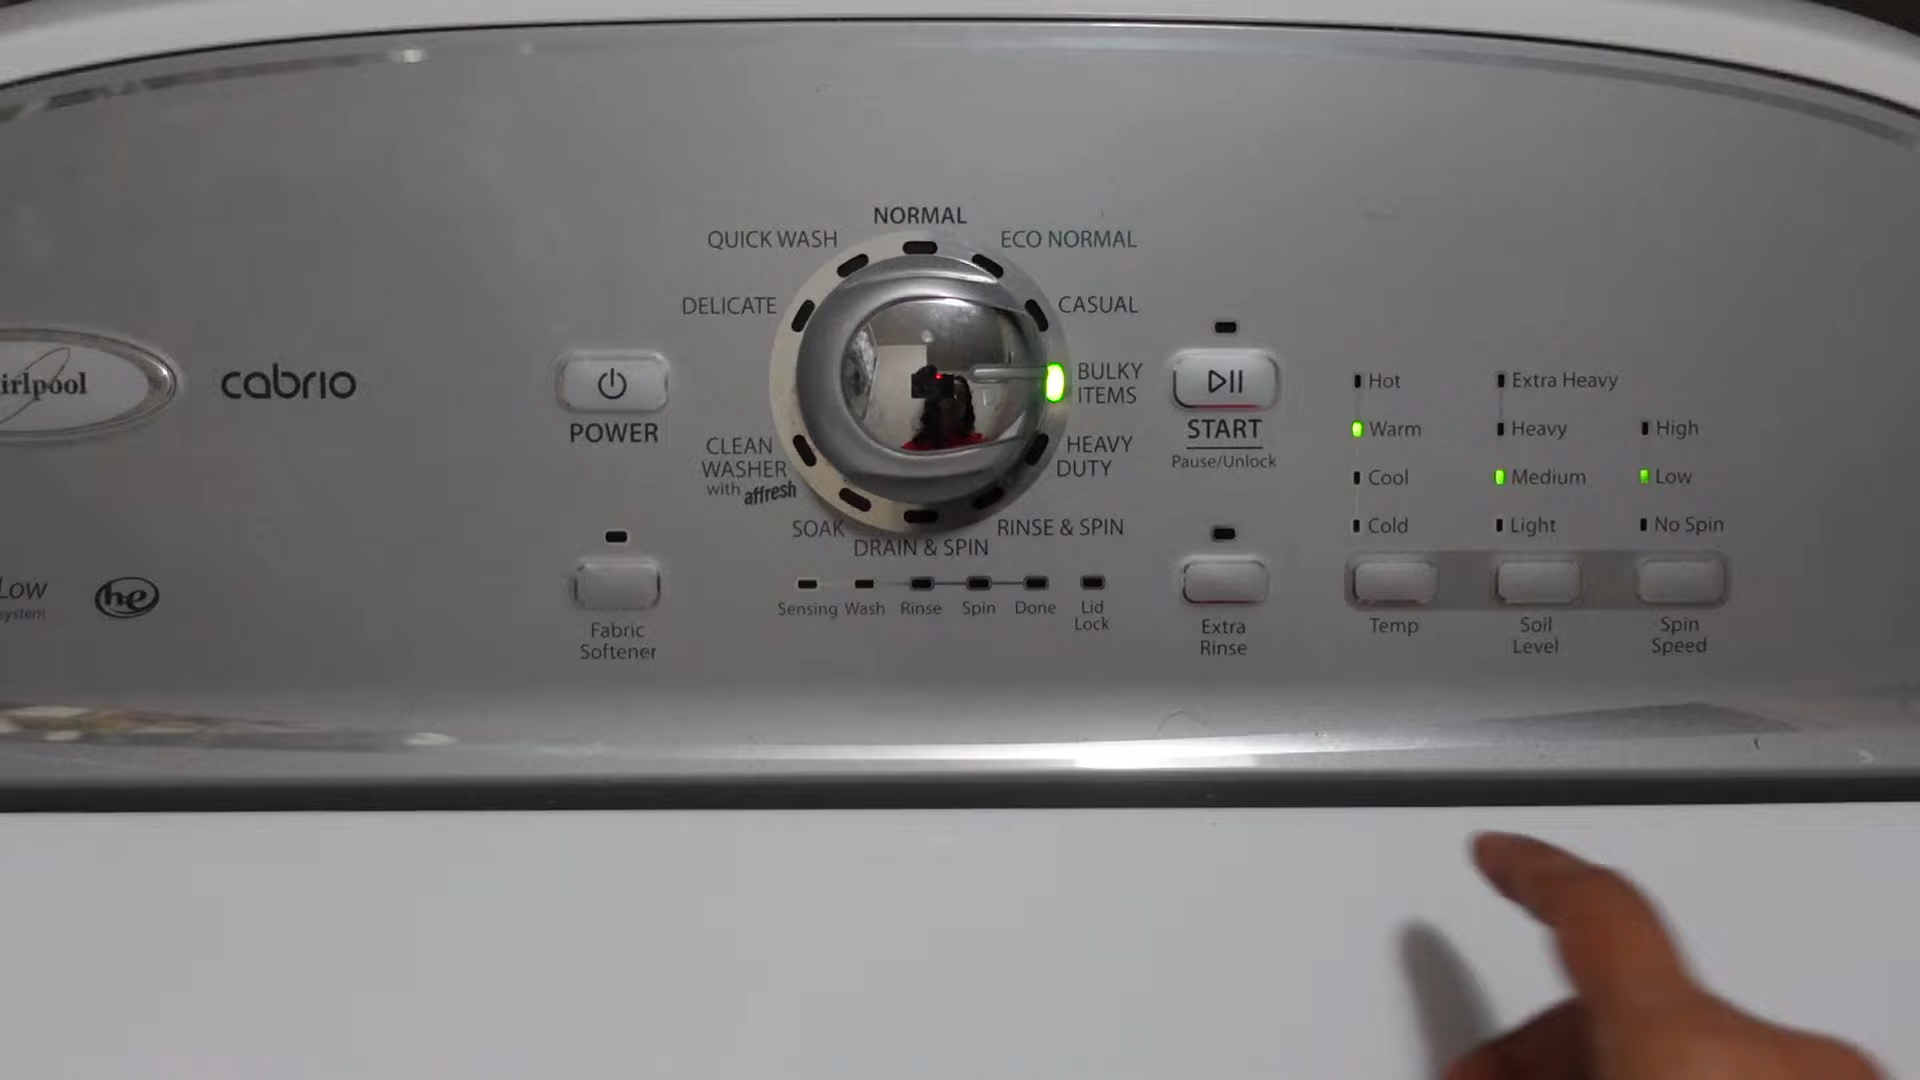 NORMAL
QUICK WASH
ECO NORMAL
DELICATE
CASUAL
irlpool
cabrio
POWER
BULKY
ITEMS
START
Pause/Unlock
CLEAN
WASHER
with affresh
HEAVY
DUTY
SOAK
DRAIN & SPIN
RINSE & SPIN
Hot
Warm
Cool
Cold
Extra Heavy
Heavy
Medium
Light
High
Low
No Spin
Low
system
he
Fabric
Softener
Sensing
Wash
Rinse
Spin
Done
Lid
Lock
Extra
Rinse
Temp
Soil
Level
Spin
Speed